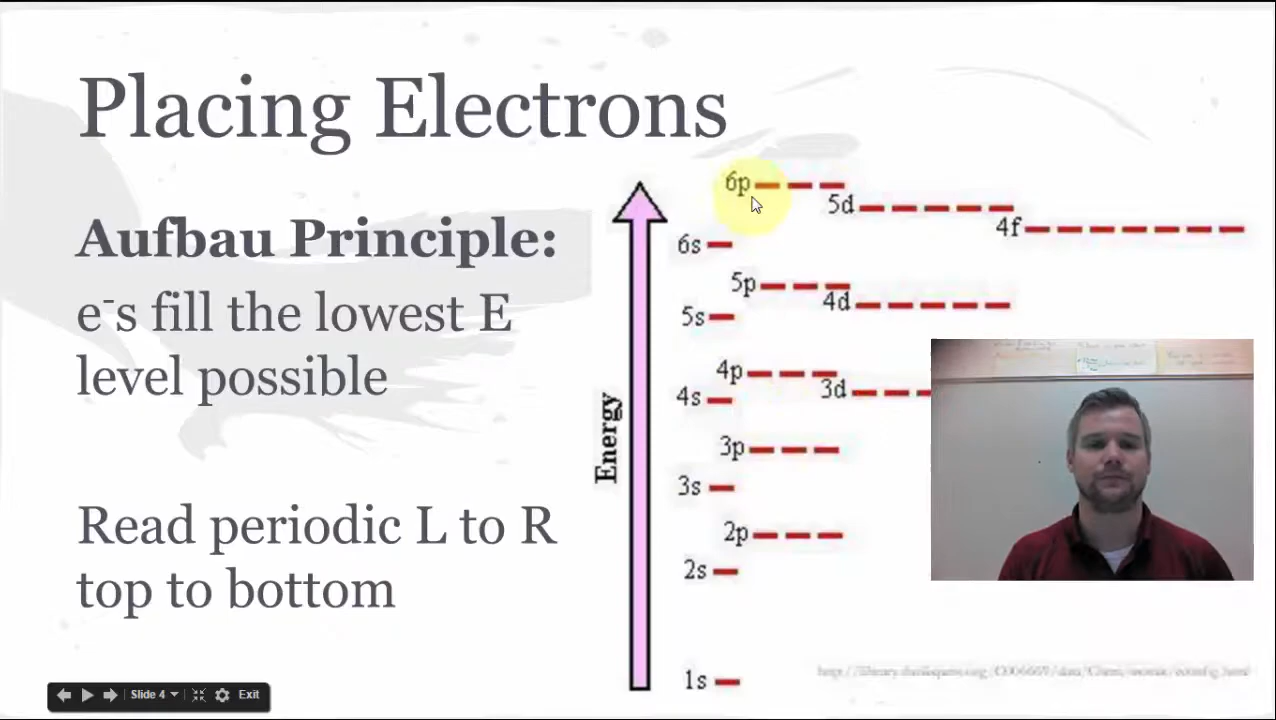 Placing Electrons
Aufbau Principle:
e⁻s fill the lowest E
level possible
Read periodic L to R
top to bottom
Energy
6p
5d
4f
6s
5p
4d
5s
4p
3d
4s
3p
3s
2p
2s
1s
Slide 4
Exit